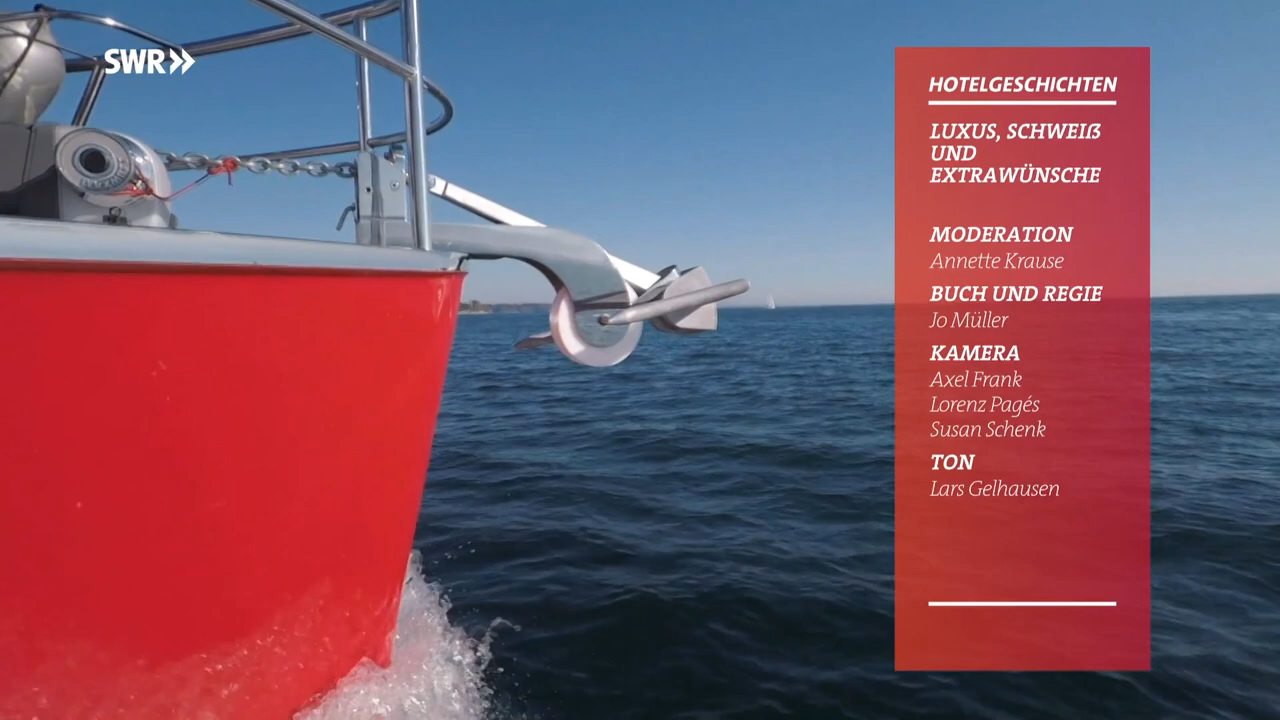 SWR
HOTELGESCHICHTEN
LUXUS, SCHWEIß
UND
EXTRAWÜNSCHE
MODERATION
Annette Krause
BUCH UND REGIE
Jo Müller
KAMERA
Axel Frank
Lorenz Pagés
Susan Schenk
TON
Lars Gelhausen